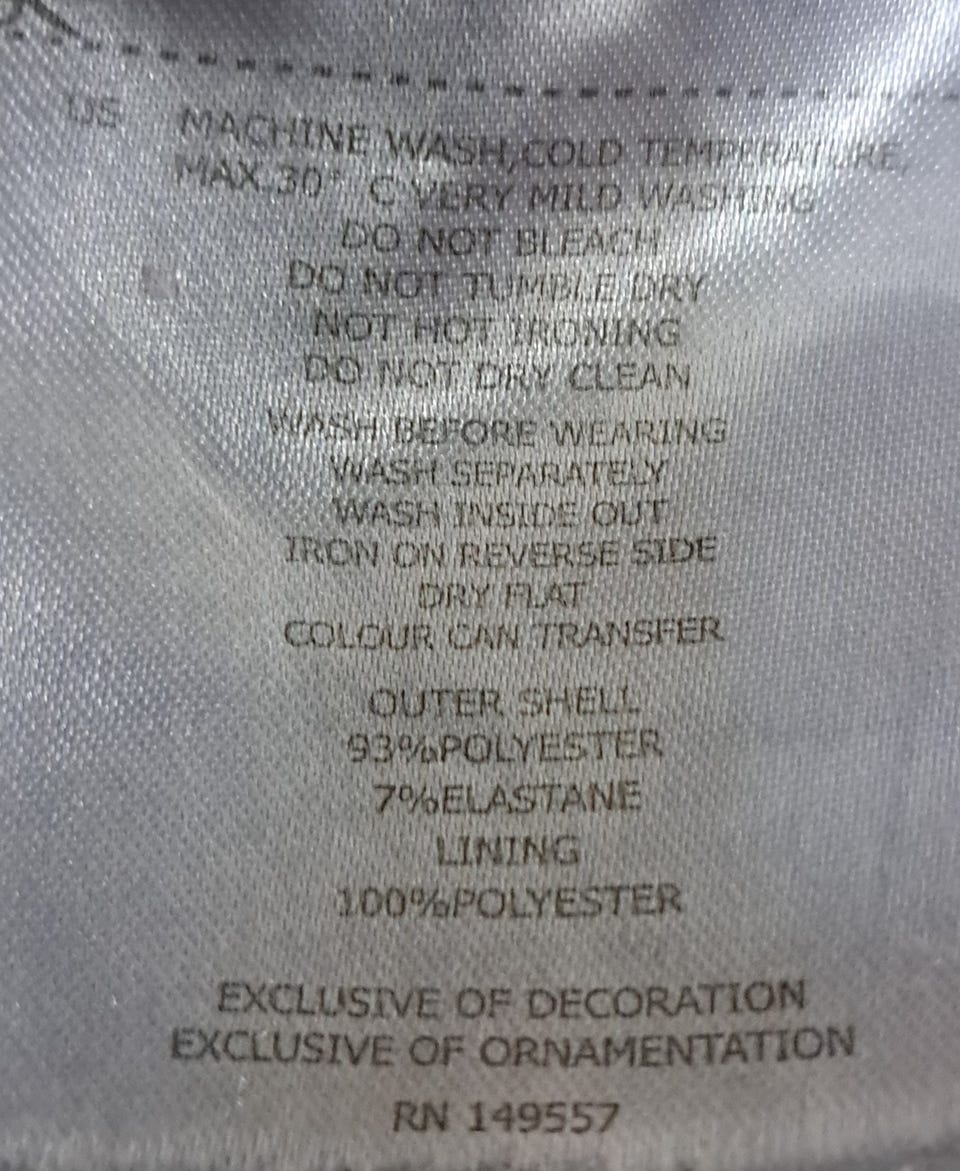 US MACHINE WASH,COLD TEMPERATURE,
MAX.30° C VERY MILD WASHING
DO NOT BLEACH
DO NOT TUMBLE DRY
NOT HOT IRONING
DO NOT DRY CLEAN
WASH BEFORE WEARING
WASH SEPARATELY
WASH INSIDE OUT
IRON ON REVERSE SIDE
DRY FLAT
COLOUR CAN TRANSFER
OUTER SHELL
93%POLYESTER
7%ELASTANE
LINING
100%POLYESTER
EXCLUSIVE OF DECORATION
EXCLUSIVE OF ORNAMENTATION
RN 149557